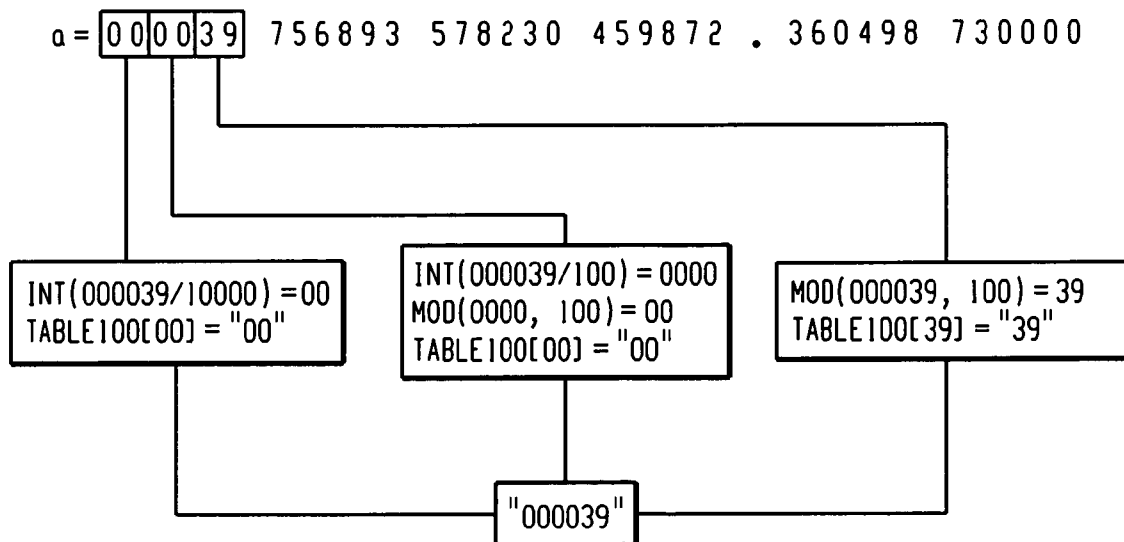 a = 000039 756893 578230 459872 . 360498 730000
INT(000039/10000) = 00
TABLE100[00] = "00"
INT(000039/100) = 0000
MOD(0000, 100) = 00
TABLE100[00] = "00"
MOD(000039, 100) = 39
TABLE100[39] = "39"
"000039"